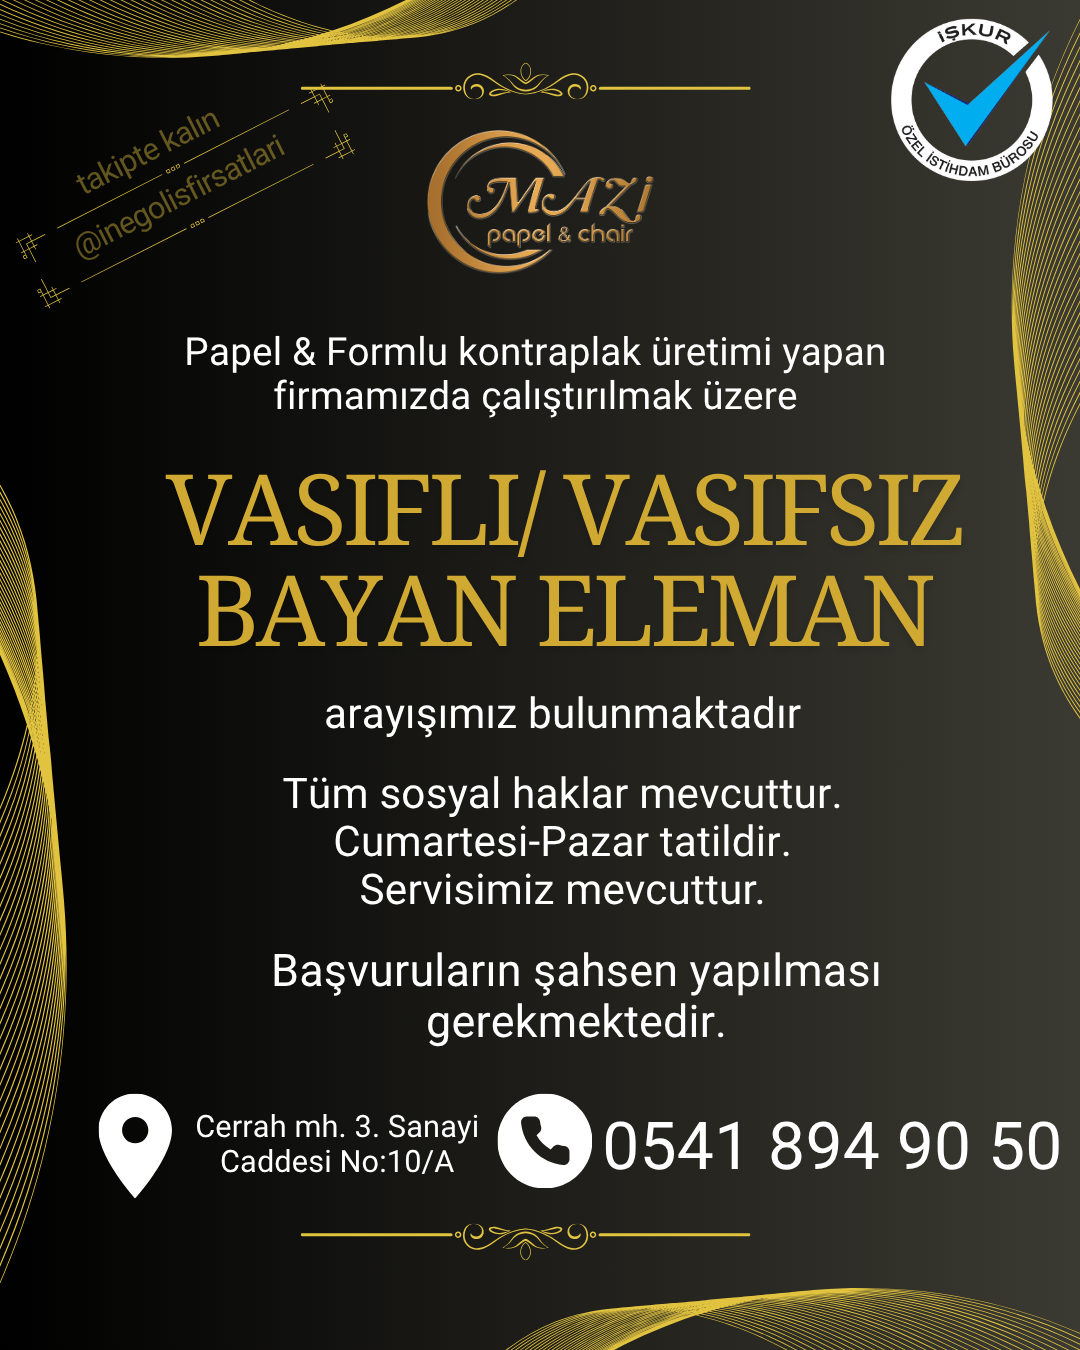 İŞKUR
ÖZEL İSTİHDAM BÜROSU
takipte kalın
@inegolisfirsatlari
MAZİ
papel & chair
Papel & Formlu kontraplak üretimi yapan
firmamızda çalıştırılmak üzere
VASIFLI/ VASIFSIZ
BAYAN ELEMAN
arayışımız bulunmaktadır
Tüm sosyal haklar mevcuttur.
Cumartesi-Pazar tatildir.
Servisimiz mevcuttur.
Başvuruların şahsen yapılması
gerekmektedir.
Cerrah mh. 3. Sanayi
Caddesi No:10/A
0541 894 90 50